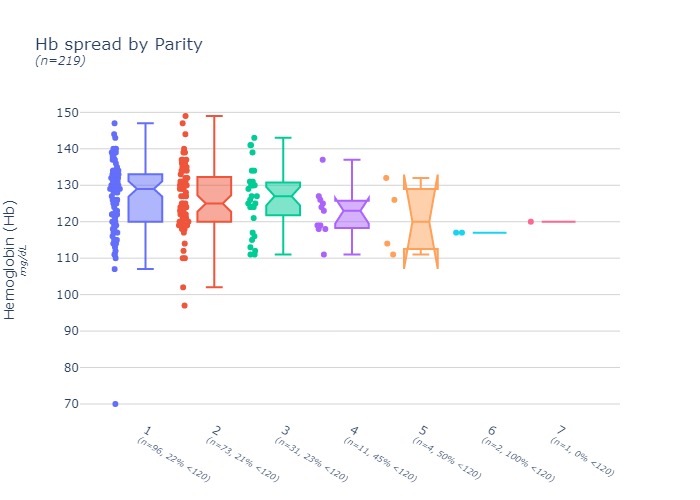 Hb spread by Parity
(n=219)
150
140
130
120
110
100
90
80
70
Hemoglobin (Hb)
mg/dL
1
(n=96, 22% <120)
2
(n=73, 21% <120)
3
(n=31, 23% <120)
4
(n=11, 45% <120)
5
(n=4, 50% <120)
6
(n=2, 100% <120)
7
(n=1, 0% <120)